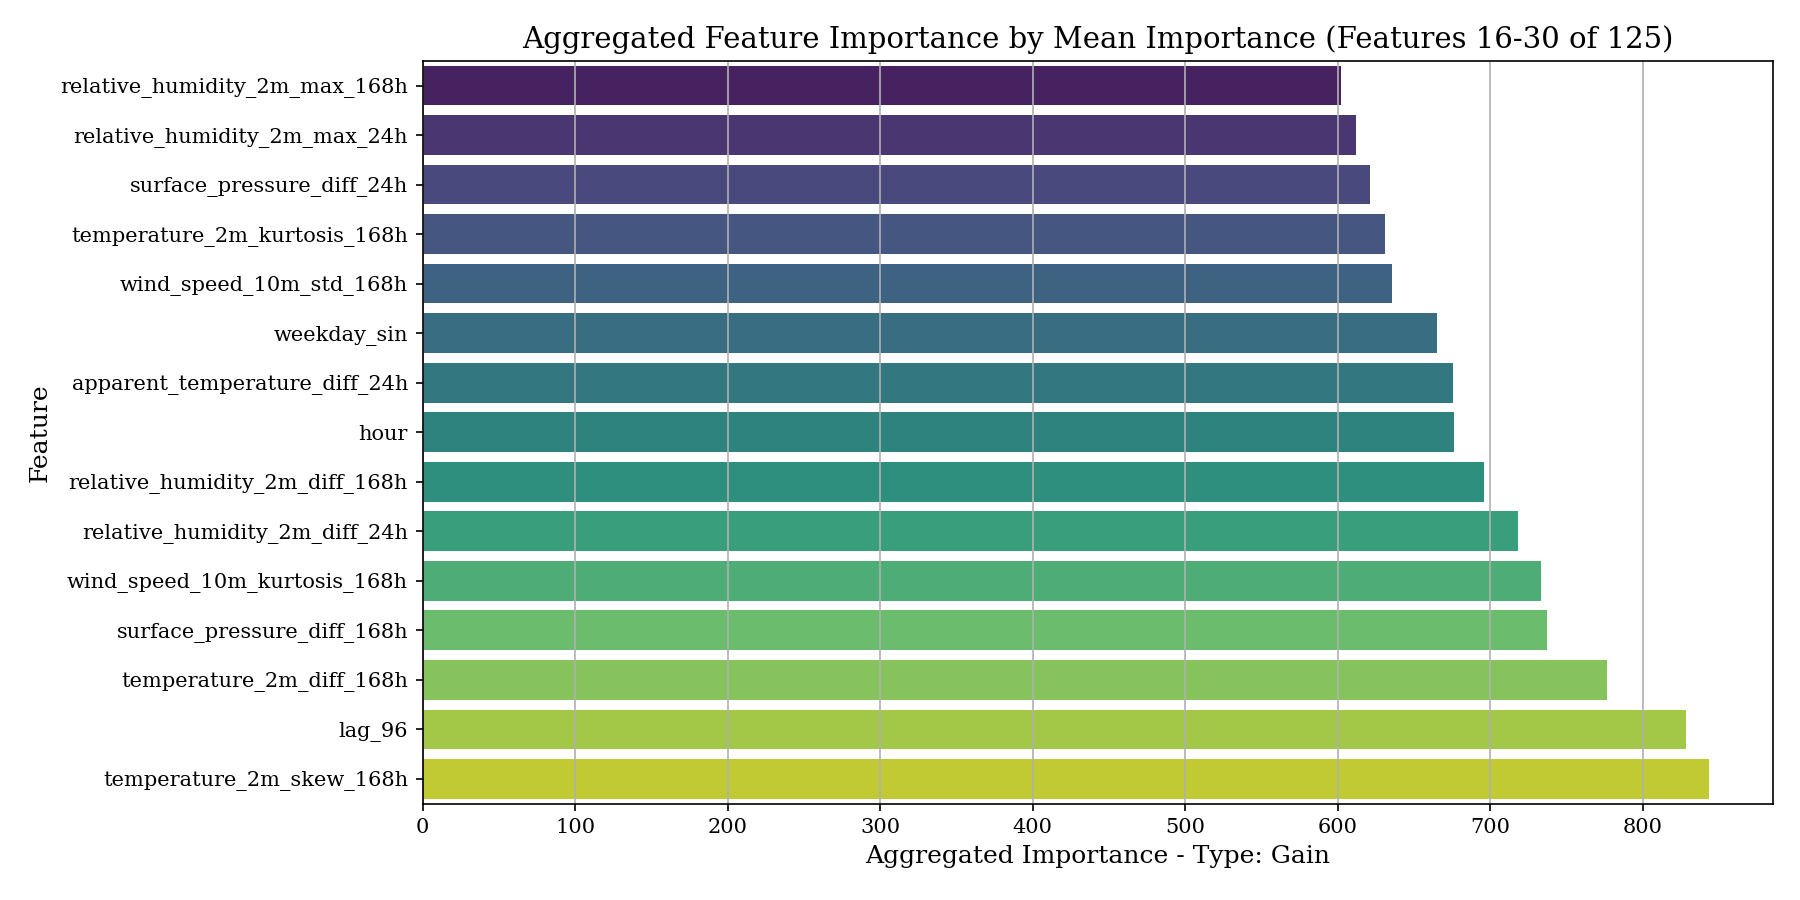 Aggregated Feature Importance by Mean Importance (Features 16-30 of 125)
relative_humidity_2m_max_168h
relative_humidity_2m_max_24h
surface_pressure_diff_24h
temperature_2m_kurtosis_168h
wind_speed_10m_std_168h
weekday_sin
apparent_temperature_diff_24h
hour
relative_humidity_2m_diff_168h
relative_humidity_2m_diff_24h
wind_speed_10m_kurtosis_168h
surface_pressure_diff_168h
temperature_2m_diff_168h
lag_96
temperature_2m_skew_168h
Feature
0 100 200 300 400 500 600 700 800
Aggregated Importance - Type: Gain